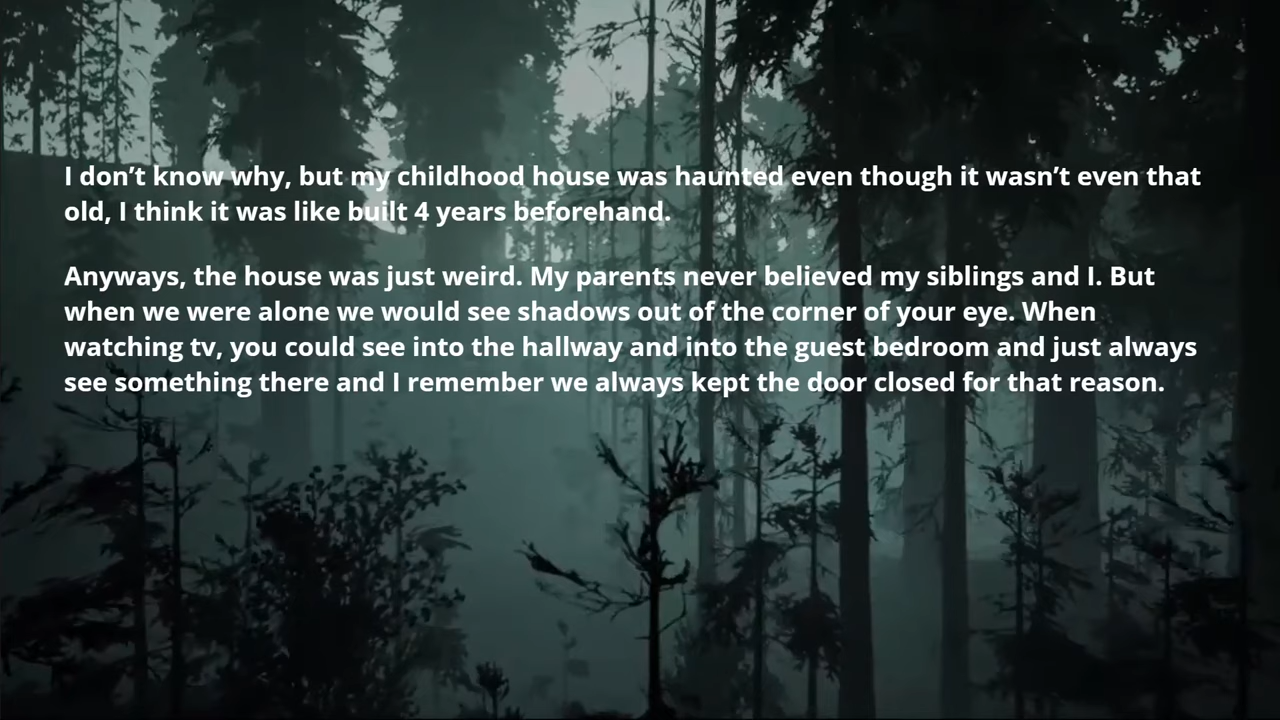 I don’t know why, but my childhood house was haunted even though it wasn’t even that
old, I think it was like built 4 years beforehand.
Anyways, the house was just weird. My parents never believed my siblings and I. But
when we were alone we would see shadows out of the corner of your eye. When
watching tv, you could see into the hallway and into the guest bedroom and just always
see something there and I remember we always kept the door closed for that reason.